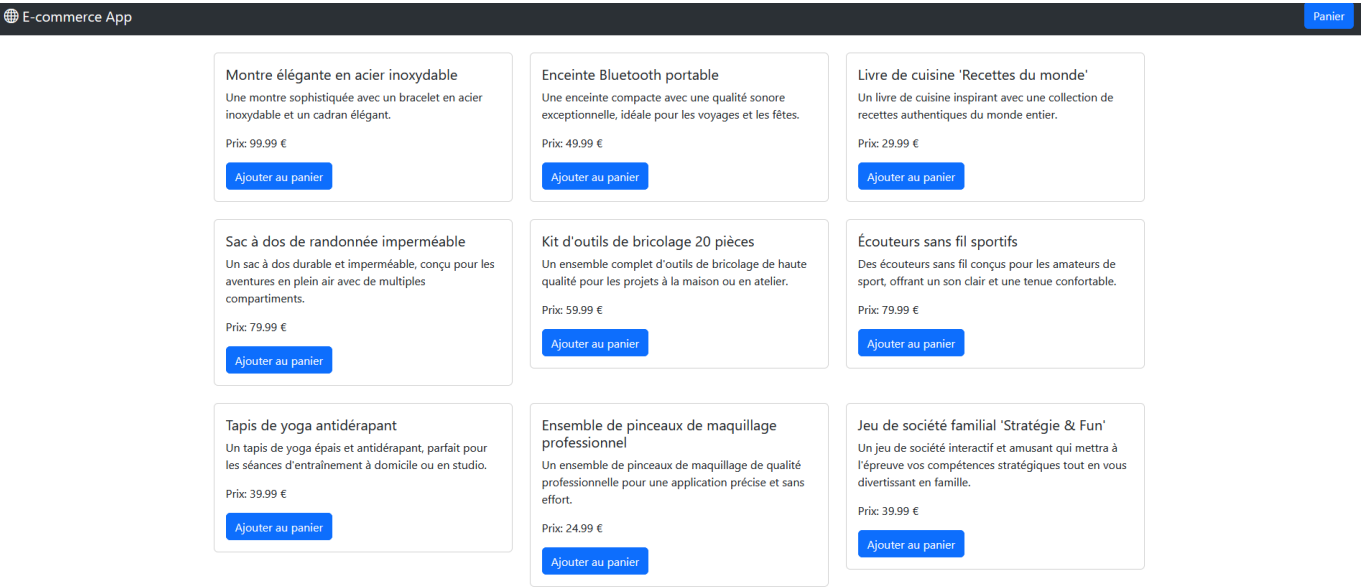 E-commerce App
Panier
Montre élégante en acier inoxydable
Une montre sophistiquée avec un bracelet en acier
inoxydable et un cadran élégant.
Prix: 99.99 €
Ajouter au panier
Enceinte Bluetooth portable
Une enceinte compacte avec une qualité sonore
exceptionnelle, idéale pour les voyages et les fêtes.
Prix: 49.99 €
Ajouter au panier
Livre de cuisine 'Recettes du monde'
Un livre de cuisine inspirant avec une collection de
recettes authentiques du monde entier.
Prix: 29.99 €
Ajouter au panier
Sac à dos de randonnée imperméable
Un sac à dos durable et imperméable, conçu pour les
aventures en plein air avec de multiples
compartiments.
Prix: 79.99 €
Ajouter au panier
Kit d'outils de bricolage 20 pièces
Un ensemble complet d'outils de bricolage de haute
qualité pour les projets à la maison ou en atelier.
Prix: 59.99 €
Ajouter au panier
Écouteurs sans fil sportifs
Des écouteurs sans fil conçus pour les amateurs de
sport, offrant un son clair et une tenue confortable.
Prix: 79.99 €
Ajouter au panier
Tapis de yoga antidérapant
Un tapis de yoga épais et antidérapant, parfait pour
les séances d'entraînement à domicile ou en studio.
Prix: 39.99 €
Ajouter au panier
Ensemble de pinceaux de maquillage
professionnel
Un ensemble de pinceaux de maquillage de qualité
professionnelle pour une application précise et sans
effort.
Prix: 24.99 €
Ajouter au panier
Jeu de société familial 'Stratégie & Fun'
Un jeu de société interactif et amusant qui mettra à
l'épreuve vos compétences stratégiques tout en vous
divertissant en famille.
Prix: 39.99 €
Ajouter au panier